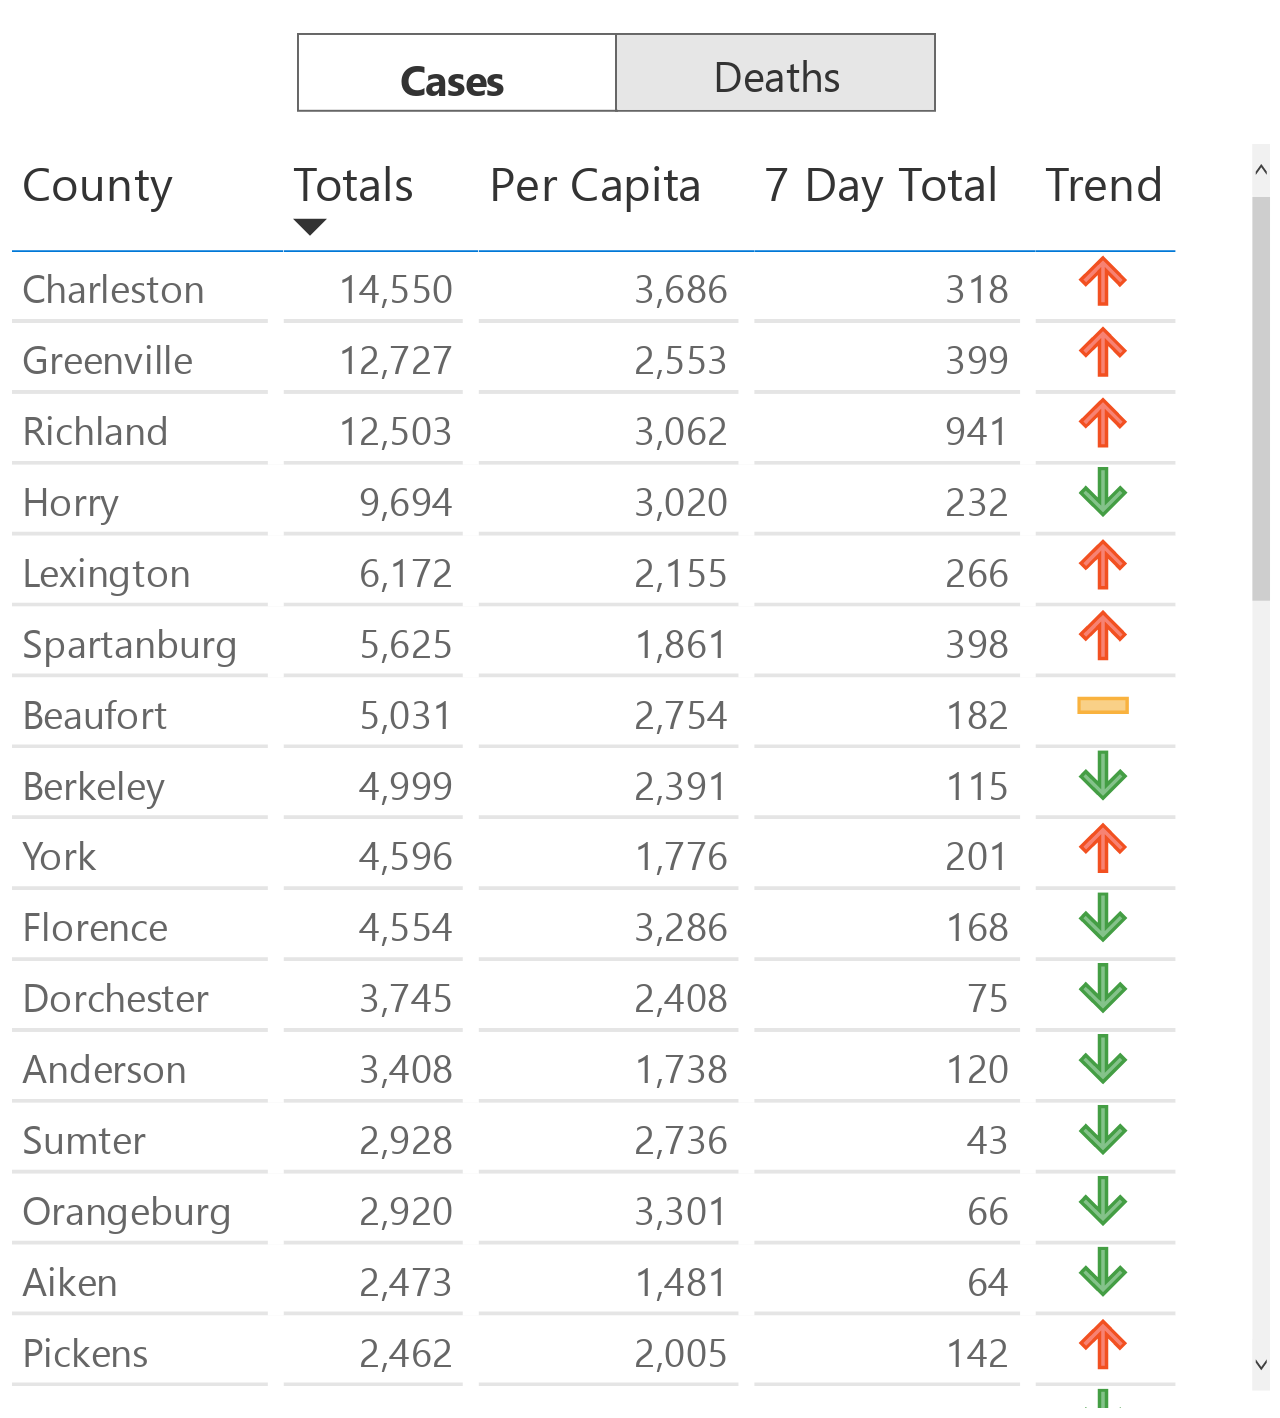 Cases Deaths
County Totals Per Capita 7 Day Total Trend
Charleston 14,550 3,686 318
Greenville 12,727 2,553 399
Richland 12,503 3,062 941
Horry 9,694 3,020 232
Lexington 6,172 2,155 266
Spartanburg 5,625 1,861 398
Beaufort 5,031 2,754 182
Berkeley 4,999 2,391 115
York 4,596 1,776 201
Florence 4,554 3,286 168
Dorchester 3,745 2,408 75
Anderson 3,408 1,738 120
Sumter 2,928 2,736 43
Orangeburg 2,920 3,301 66
Aiken 2,473 1,481 64
Pickens 2,462 2,005 142